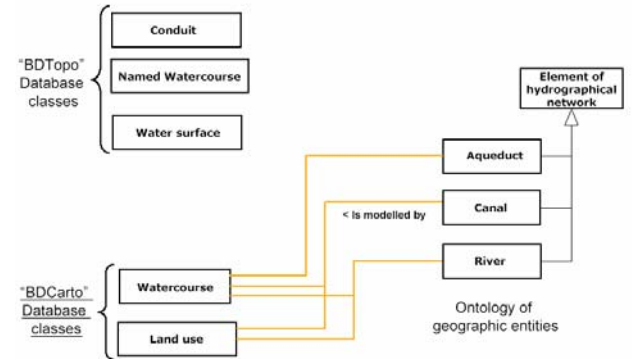 Conduit
"BDTopo"
Database
classes
Named Watercourse
Water surface
Element of
hydrographical
network
Aqueduct
< Is modelled by
Canal
River
"BDCarto"
Database
classes
Watercourse
Land use
Ontology of
geographic entities